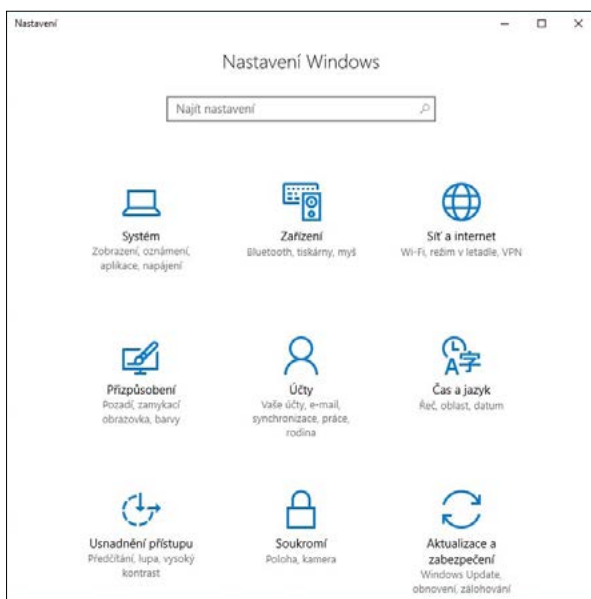 Nastavení
Nastavení Windows
Najít nastavení
Systém
Zobrazení, oznámení,
aplikace, napájení
Zařízení
Bluetooth, tiskárny, myš
Síť a internet
Wi-Fi, režim v letadle, VPN
Přizpůsobení
Pozadí, zamykací
obrazovka, barvy
Účty
Vaše účty, e-mail,
synchronizace, práce,
rodina
Čas a jazyk
Řeč, oblast, datum
Usnadnění přístupu
Předčítání, lupa, vysoký
kontrast
Soukromí
Poloha, kamera
Aktualizace a
zabezpečení
Windows Update,
obnovení, zálohování